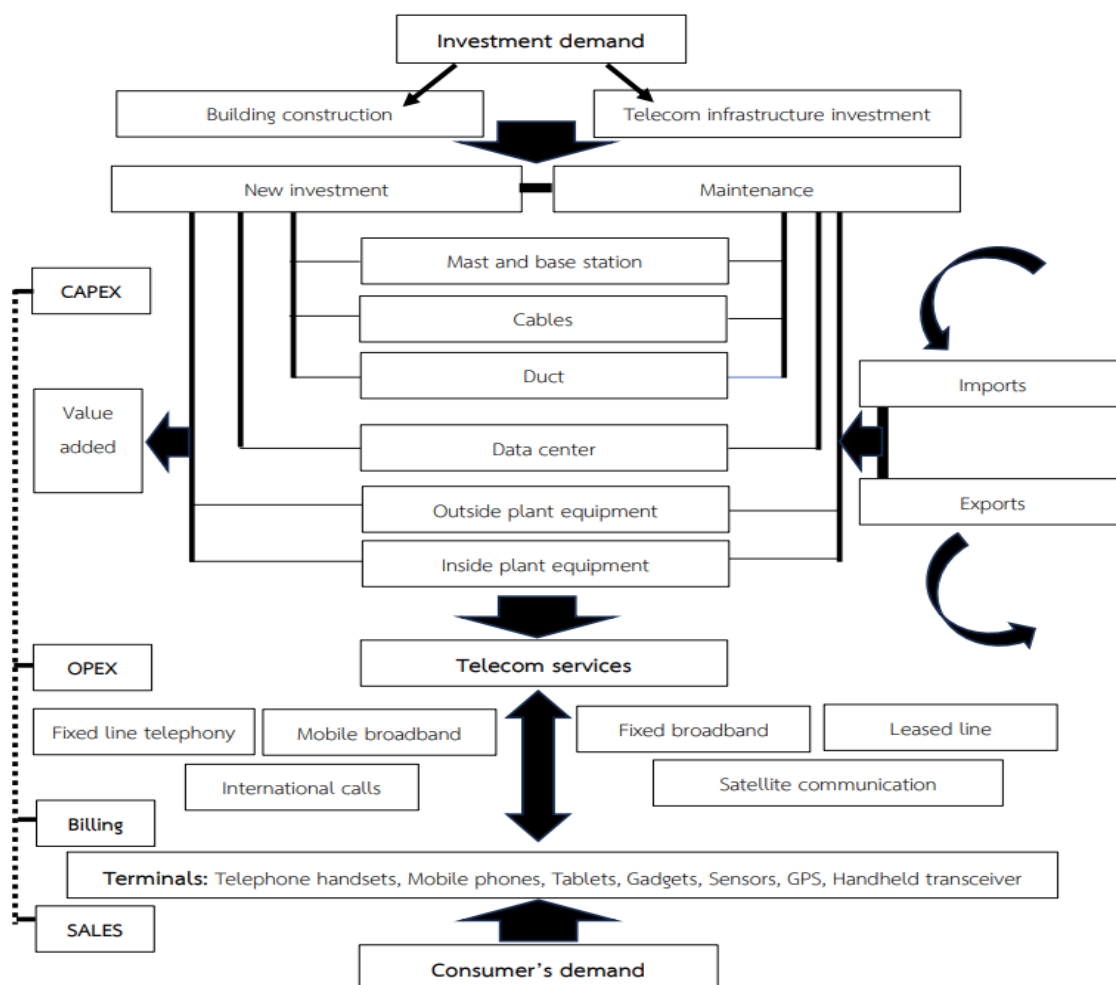 Investment demand
Building construction
Telecom infrastructure investment
New investment
Maintenance
Mast and base station
CAPEX
Cables
Duct
Imports
Value
added
Data center
Outside plant equipment
Exports
Inside plant equipment
Telecom services
OPEX
Fixed line telephony
Mobile broadband
Fixed broadband
Leased line
International calls
Satellite communication
Billing
Terminals: Telephone handsets, Mobile phones, Tablets, Gadgets, Sensors, GPS, Handheld transceiver
SALES
Consumer's demand